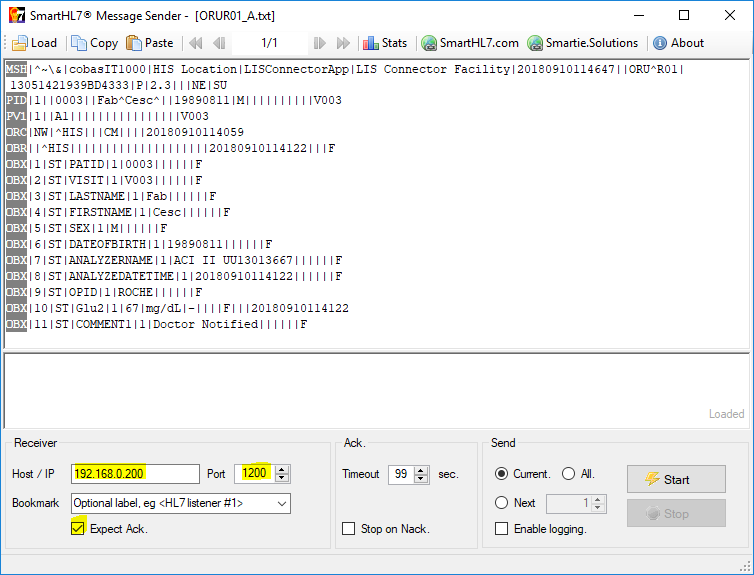 SmartHL7® Message Sender - [ORUR01_A.txt]
Load Copy Paste 1/1 Stats SmartHL7.com Smartie.Solutions About
MSH|^~\&|cobasIT1000|HIS Location|LISConnectorApp|LIS Connector Facility|20180910114647||ORU^R01|
13051421939BD4333|P|2.3|||NE|SU
PID|1||0003||Fab^Cesc^||19890811|M||||||||||V003
PV1|1||A1||||||||||||||||V003
ORC|NW|^HIS|||CM||||20180910114059
OBR||^HIS||||||||||||||||||||20180910114122|||F
OBX|1|ST|PATID|1|0003||||||F
OBX|2|ST|VISIT|1|V003||||||F
OBX|3|ST|LASTNAME|1|Fab||||||F
OBX|4|ST|FIRSTNAME|1|Cesc||||||F
OBX|5|ST|SEX|1|M||||||F
OBX|6|ST|DATEOFBIRTH|1|19890811||||||F
OBX|7|ST|ANALYZERNAME|1|ACI II UU13013667||||||F
OBX|8|ST|ANALYZEDATETIME|1|20180910114122||||||F
OBX|9|ST|OPID|1|ROCHE||||||F
OBX|10|ST|Glu2|1|67|mg/dL|-||||F|||20180910114122
OBX|11|ST|COMMENT1|1|Doctor Notified||||||F
Loaded
Receiver
Host / IP 192.168.0.200 Port 1200
Bookmark Optional label, eg <HL7 listener #1>
Expect Ack.
Ack.
Timeout 99 sec.
Stop on Nack.
Send
Current. All.
Next 1
Enable logging.
Start
Stop